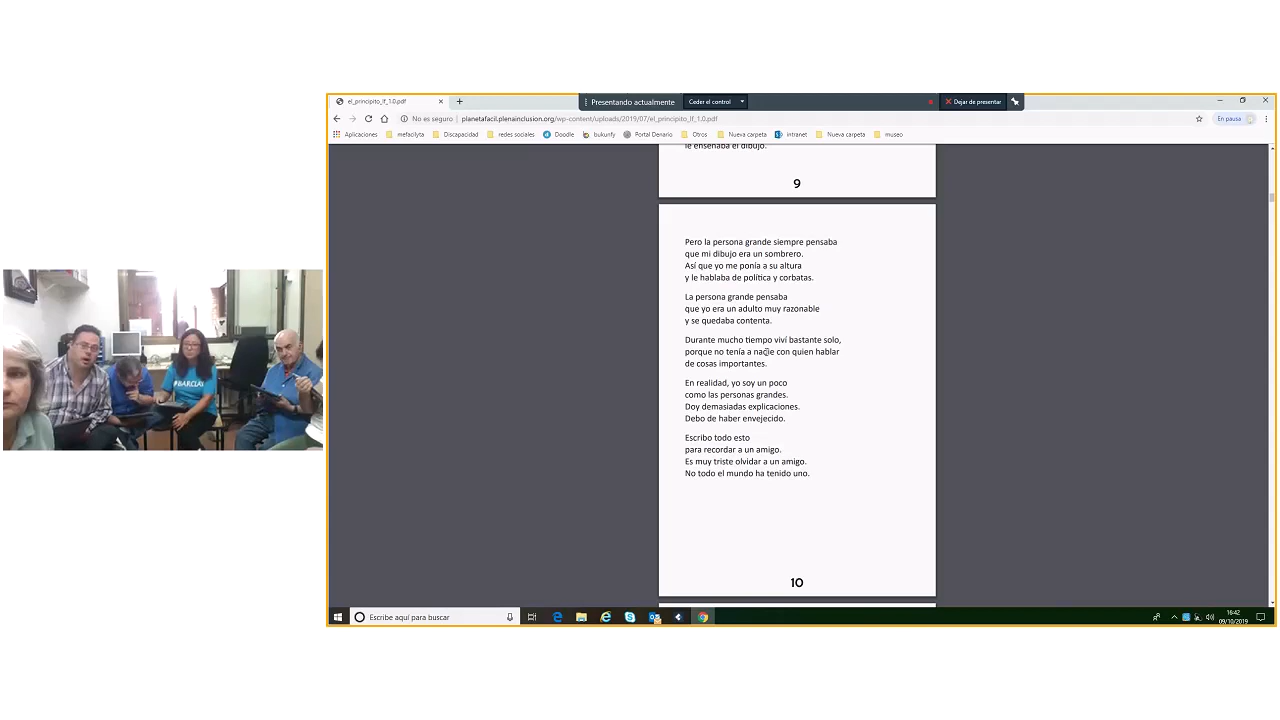 el_principito_lf_1.0.pdf
Presentando actualmente
Ceder el control
Dejar de presentar
No es seguro
planetafacil.plenainclusion.org/wp-content/uploads/2019/07/el_principito_lf_1.0.pdf
En pausa
Aplicaciones
mefacilyta
Discapacidad
redes sociales
Doodle
bukunfy
Portal Denario
Otros
Nueva carpeta
intranet
Nueva carpeta
museo
le enseñaba el dibujo.
9
Pero la persona grande siempre pensaba
que mi dibujo era un sombrero.
Así que yo me ponía a su altura
y le hablaba de política y corbatas.
La persona grande pensaba
que yo era un adulto muy razonable
y se quedaba contenta.
Durante mucho tiempo viví bastante solo,
porque no tenía a nadie con quien hablar
de cosas importantes.
En realidad, yo soy un poco
como las personas grandes.
Doy demasiadas explicaciones.
Debo de haber envejecido.
Escribo todo esto
para recordar a un amigo.
Es muy triste olvidar a un amigo.
No todo el mundo ha tenido uno.
10
#BARCLAY
Escribe aquí para buscar
16:42
09/10/2019